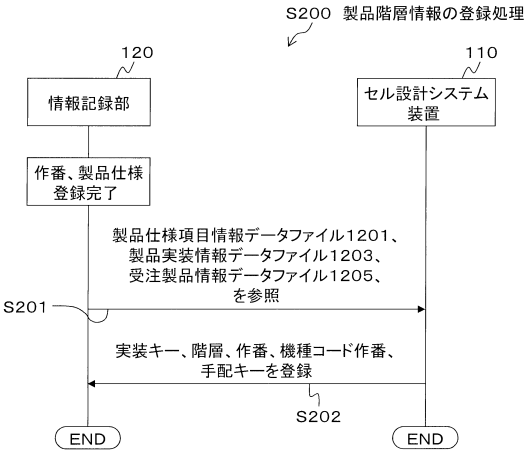 S200 製品階層情報の登録処理
120
110
情報記録部
セル設計システム
装置
作番、製品仕様
登録完了
製品仕様項目情報データファイル1201、
製品実装情報データファイル1203、
受注製品情報データファイル1205、
を参照
S201
実装キー、階層、作番、機種コード作番、
手配キーを登録
S202
END
END